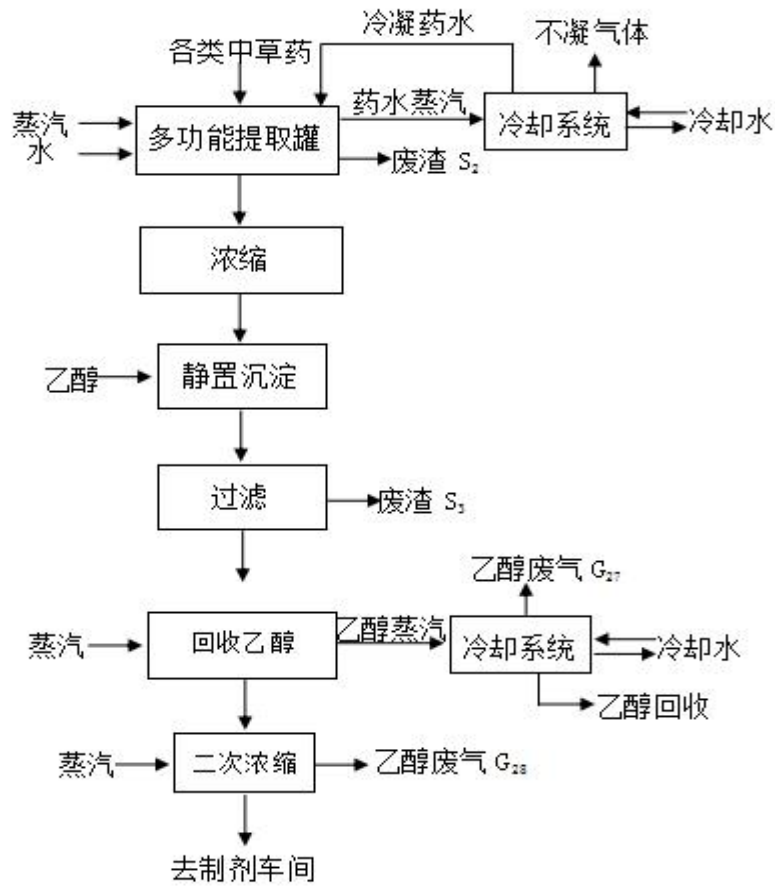 冷凝药水
不凝气体
各类中草药
蒸汽
水
多功能提取罐
药水蒸汽
冷却系统
冷却水
废渣 S₂
浓缩
乙醇
静置沉淀
过滤
废渣 S₃
乙醇废气 G₂₇
蒸汽
回收乙醇
乙醇蒸汽
冷却系统
冷却水
乙醇回收
蒸汽
二次浓缩
乙醇废气 G₂₈
去制剂车间